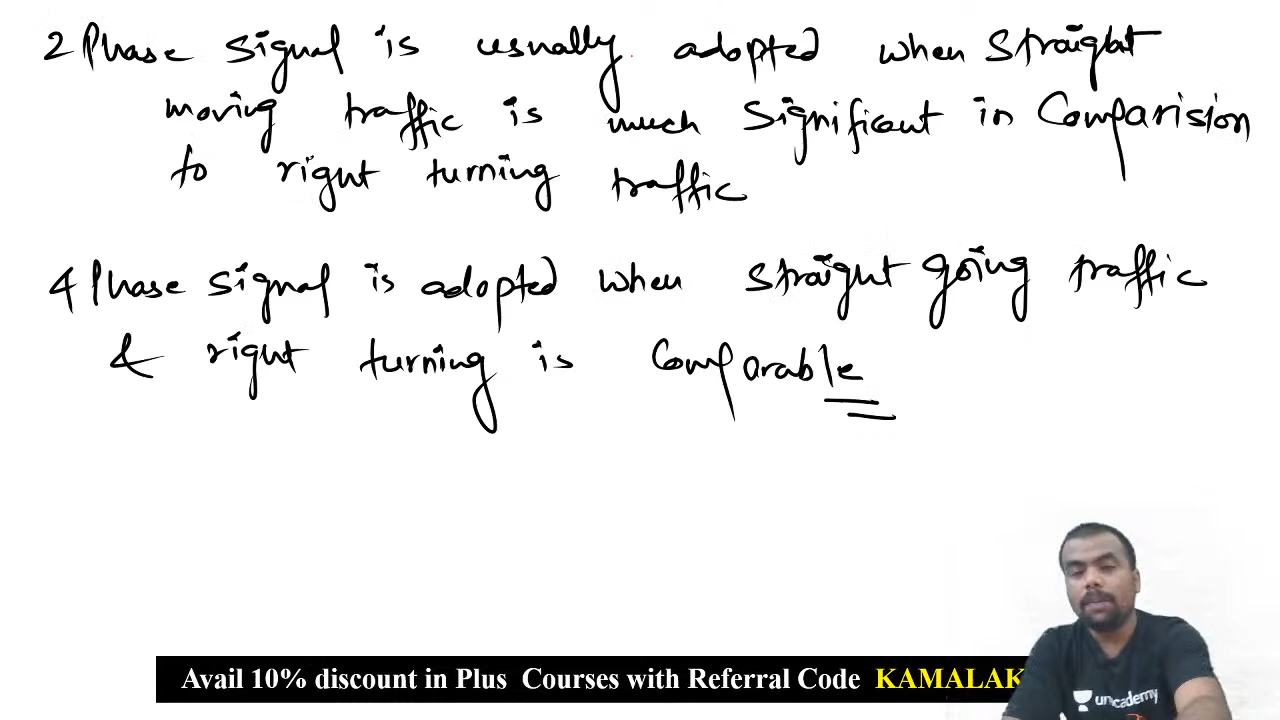 2 Phase signal is usually adopted when straight
moving traffic is much significant in Comparision
to right turning traffic
4 Phase signal is adopted when straight going traffic
& right turning is Comparable
Avail 10% discount in Plus Courses with Referral Code KAMALAK
unacademy